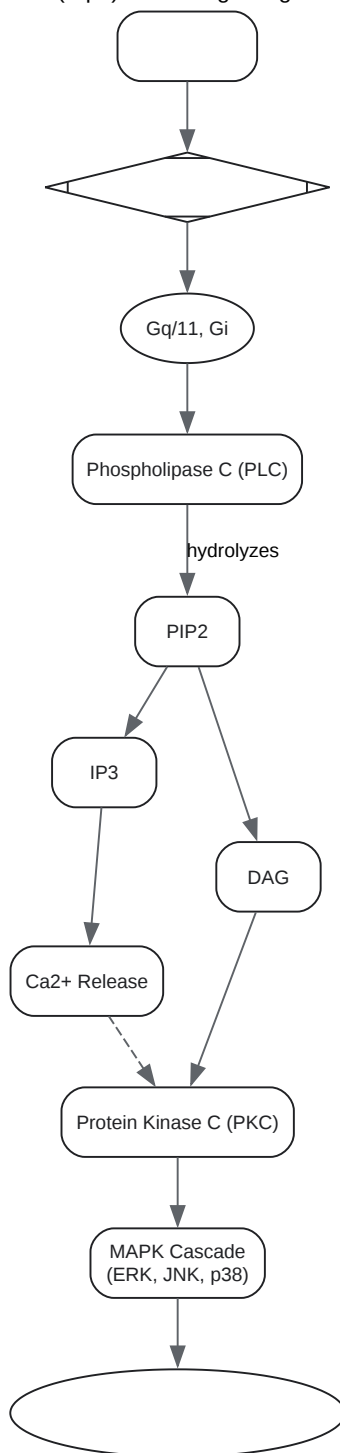 Gq/11, Gi
Phospholipase C (PLC)
hydrolyzes
PIP2
IP3
DAG
Ca2+ Release
Protein Kinase C (PKC)
MAPK Cascade
(ERK, JNK, p38)